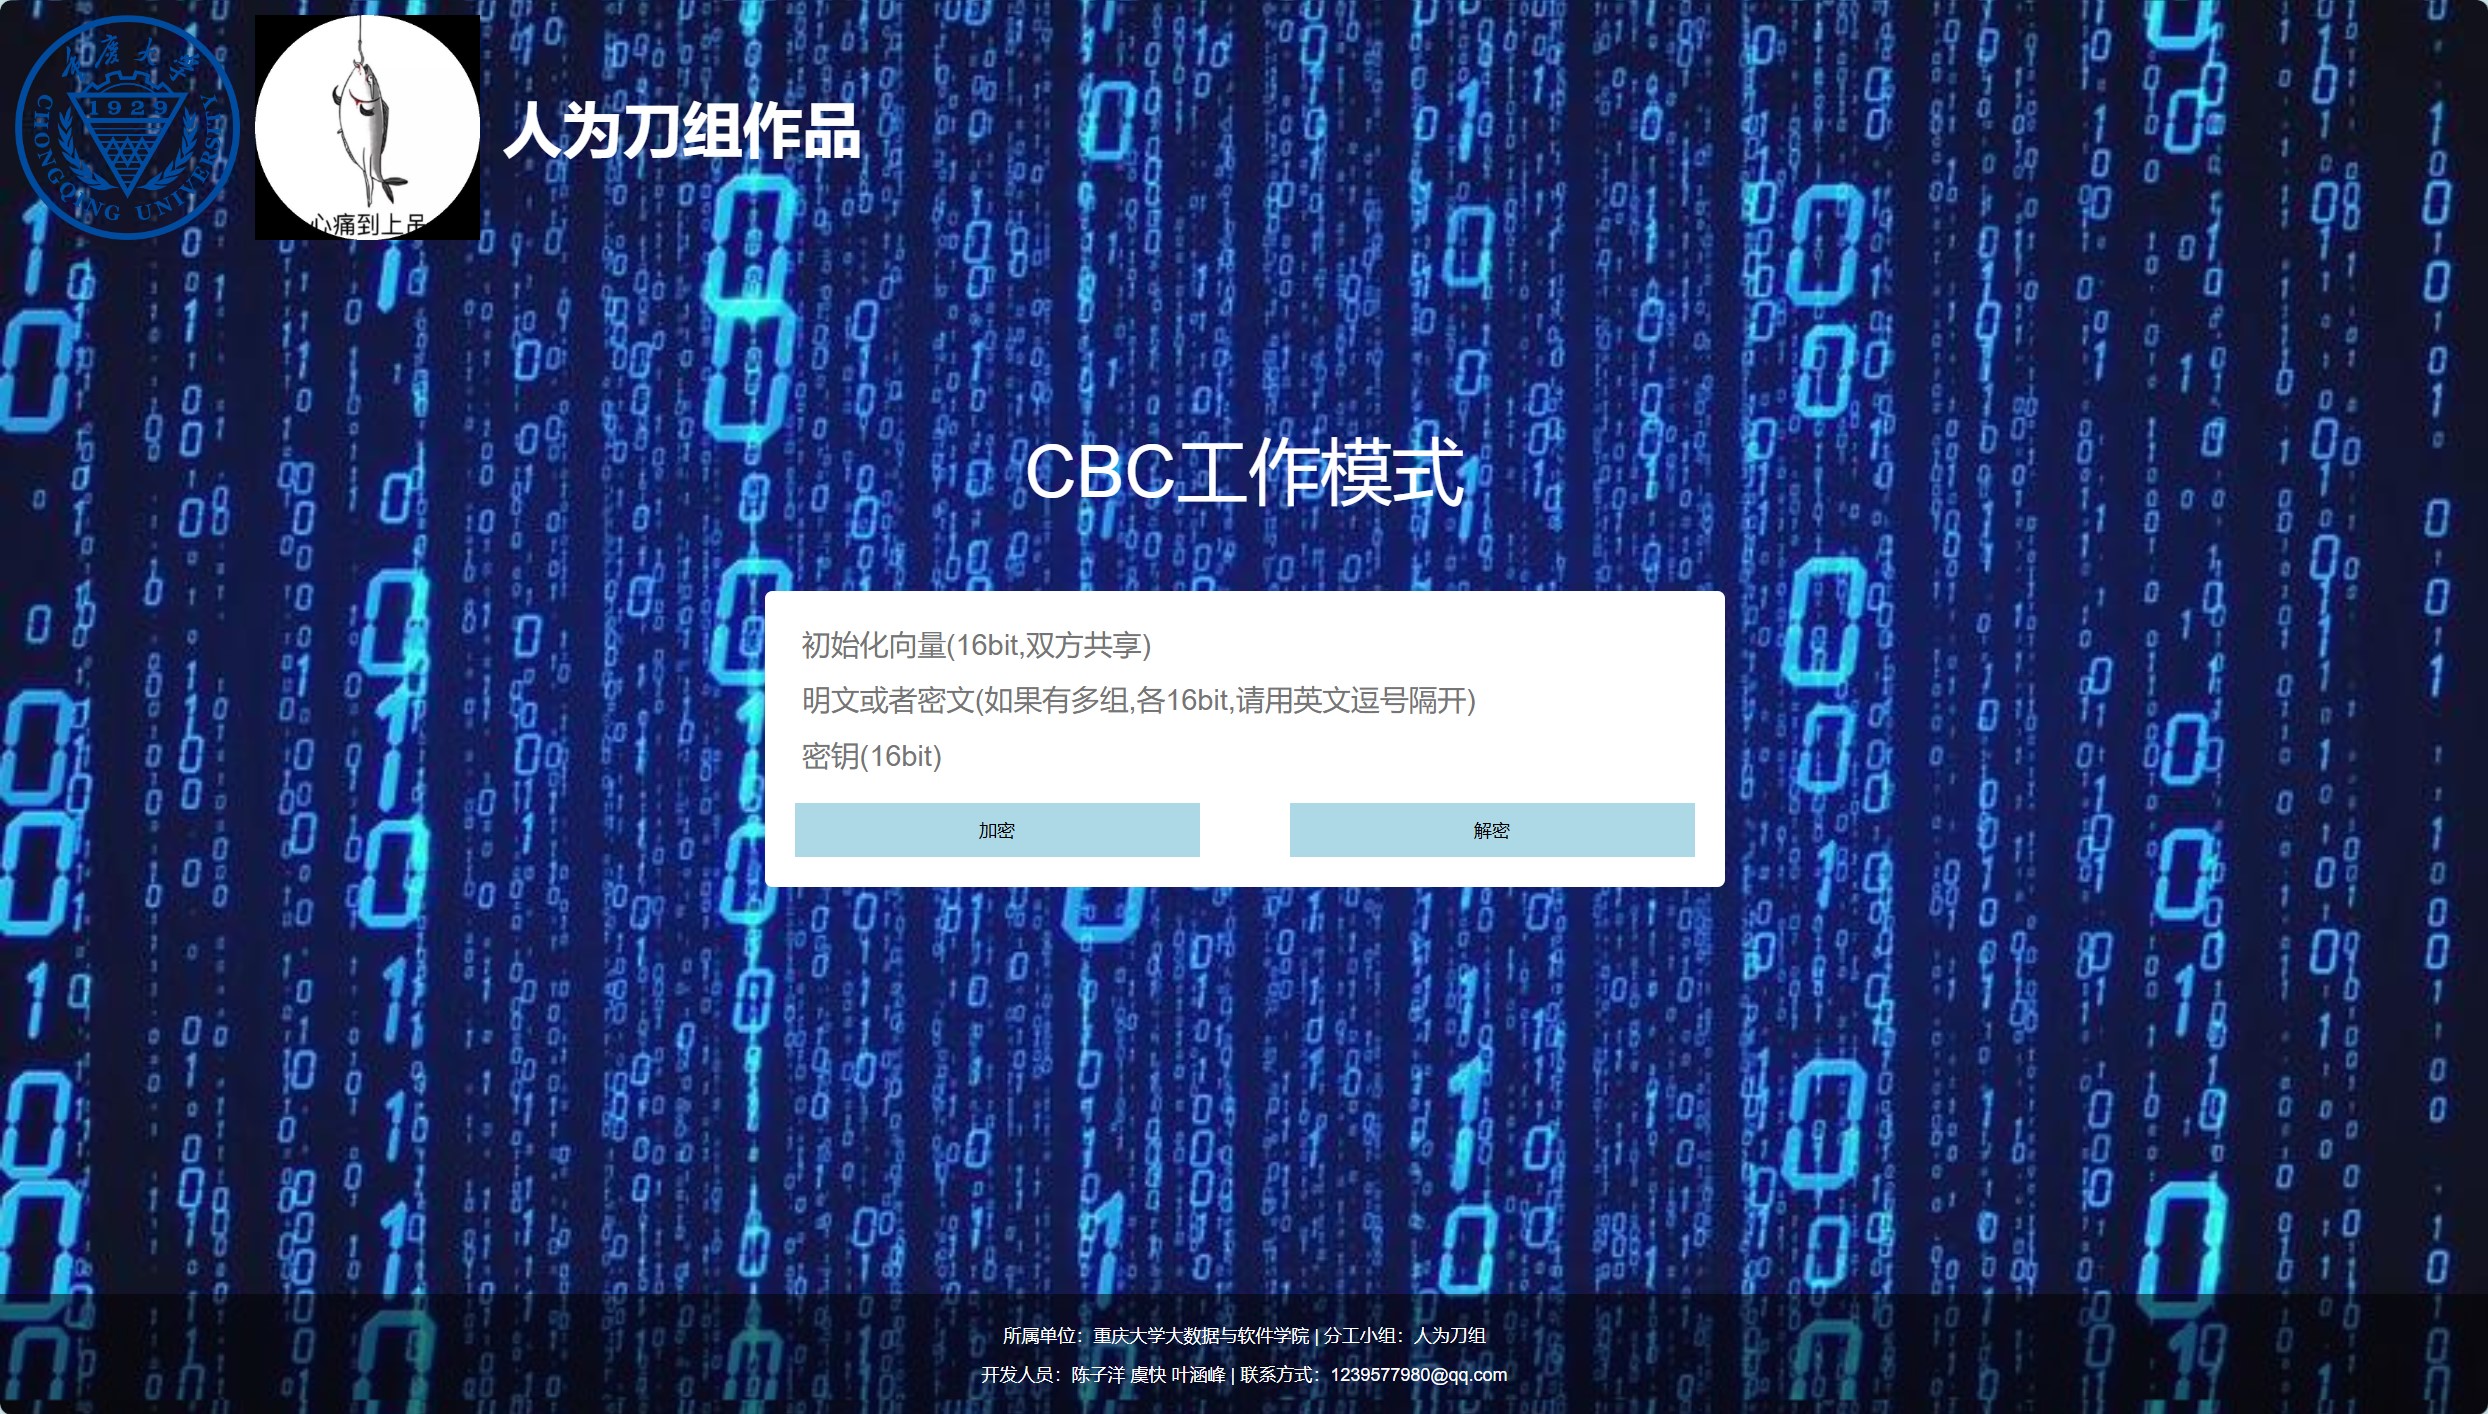 重庆大学
1929
CHONGQING UNIVERSITY
心痛到上吊
人为刀组作品
CBC工作模式
初始化向量(16bit,双方共享)
明文或者密文(如果有多组,各16bit,请用英文逗号隔开)
密钥(16bit)
加密
解密
所属单位：重庆大学大数据与软件学院 | 分工小组：人为刀组
开发人员：陈子洋 虞快 叶涵峰 | 联系方式：1239577980@qq.com